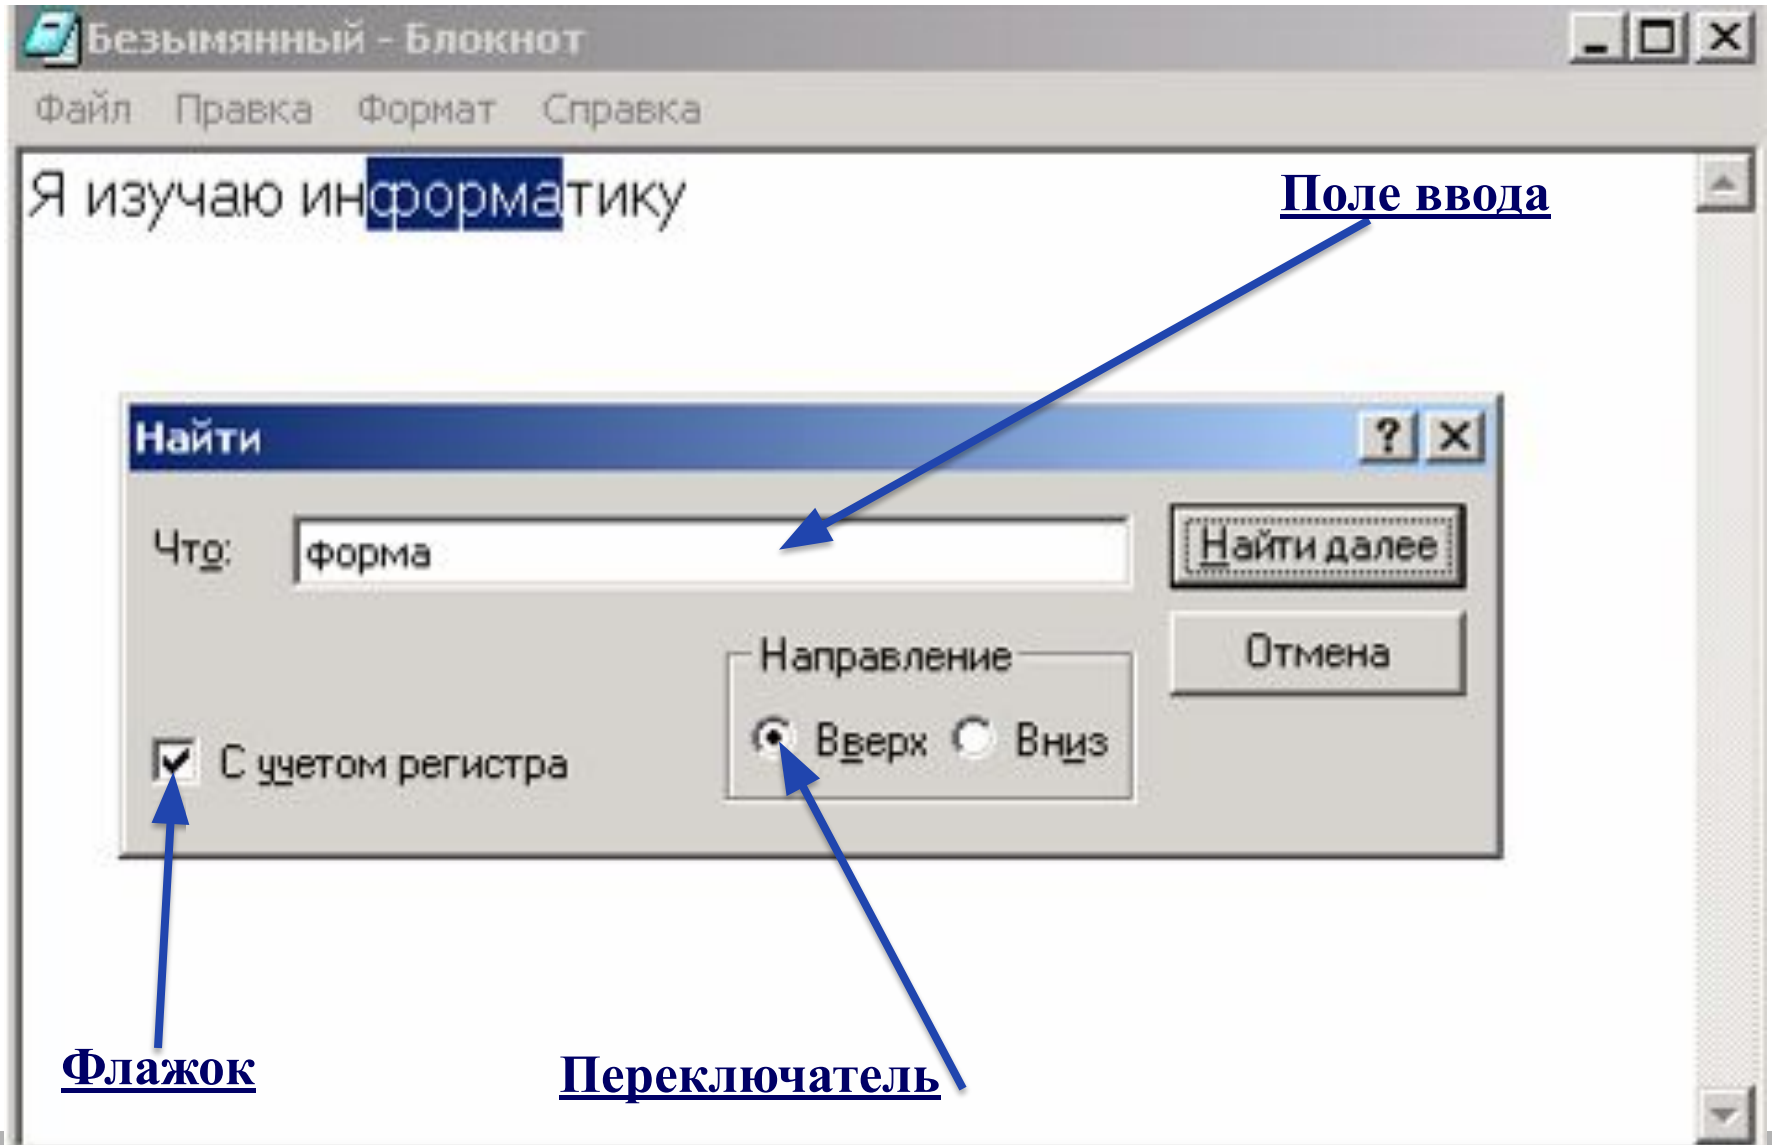 Безымянный - Блокнот
Файл Правка Формат Справка
Я изучаю информатику
Поле ввода
Найти
Что: форма
Найти далее
Направление
Отмена
С учетом регистра
Вверх Вниз
Флажок
Переключатель